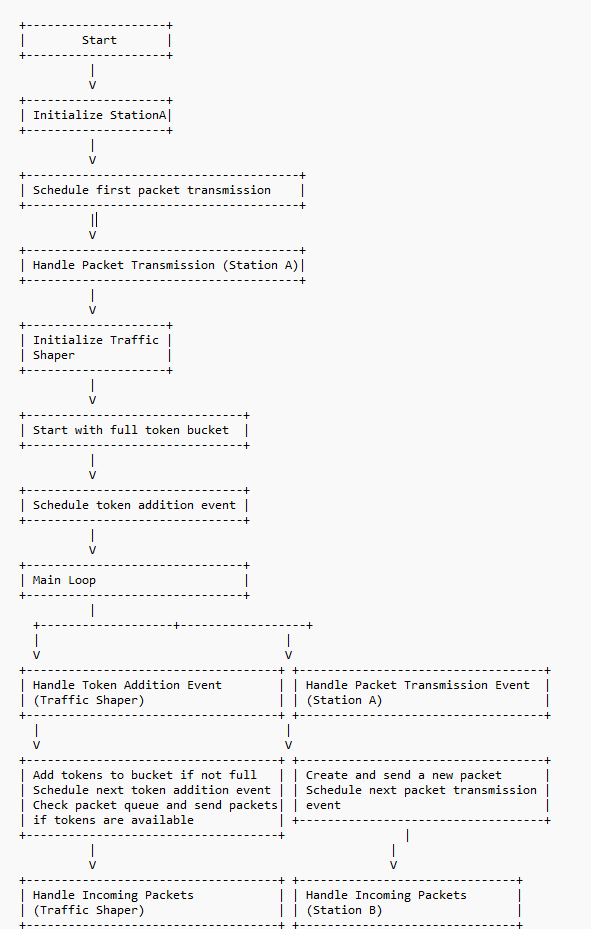 Start
Initialize StationA
Schedule first packet transmission
Handle Packet Transmission (Station A)
Initialize Traffic
Shaper
Start with full token bucket
Schedule token addition event
Main Loop
Handle Token Addition Event
(Traffic Shaper)
Handle Packet Transmission Event
(Station A)
Add tokens to bucket if not full
Schedule next token addition event
Check packet queue and send packets
if tokens are available
Create and send a new packet
Schedule next packet transmission
event
Handle Incoming Packets
(Traffic Shaper)
Handle Incoming Packets
(Station B)